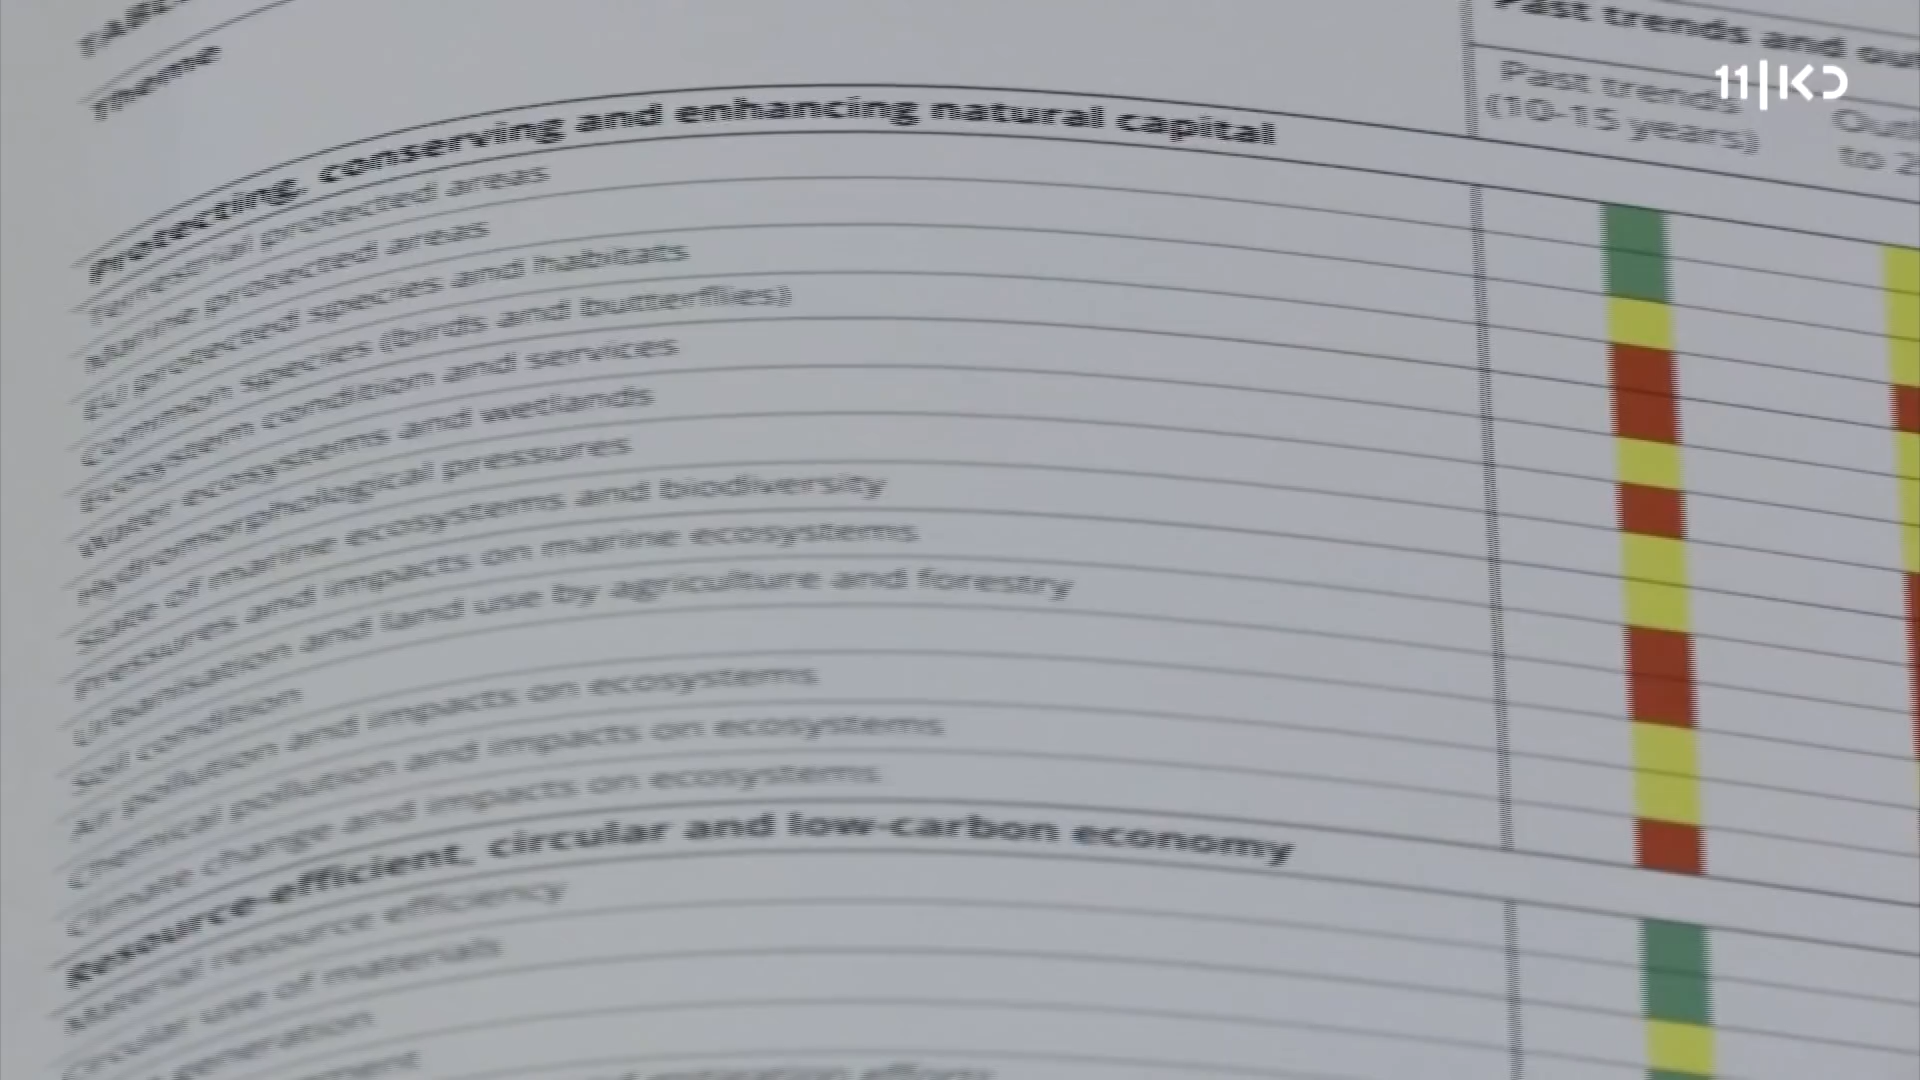 Theme
Past trends and
Past trends
(10-15 years)
to
כאן|11
Protecting, conserving and enhancing natural capital
Terrestrial protected areas
Marine protected areas
EU protected species and habitats
Common species (birds and butterflies)
Ecosystem condition and services
Water ecosystems and wetlands
Hydromorphological pressures
State of marine ecosystems and biodiversity
Pressures and impacts on marine ecosystems
Urbanisation and land use by agriculture and forestry
Soil condition
Air pollution and impacts on ecosystems
Chemical pollution and impacts on ecosystems
Climate change and impacts on ecosystems
Resource-efficient, circular and low-carbon economy
Material resource efficiency
Circular use of materials
generation